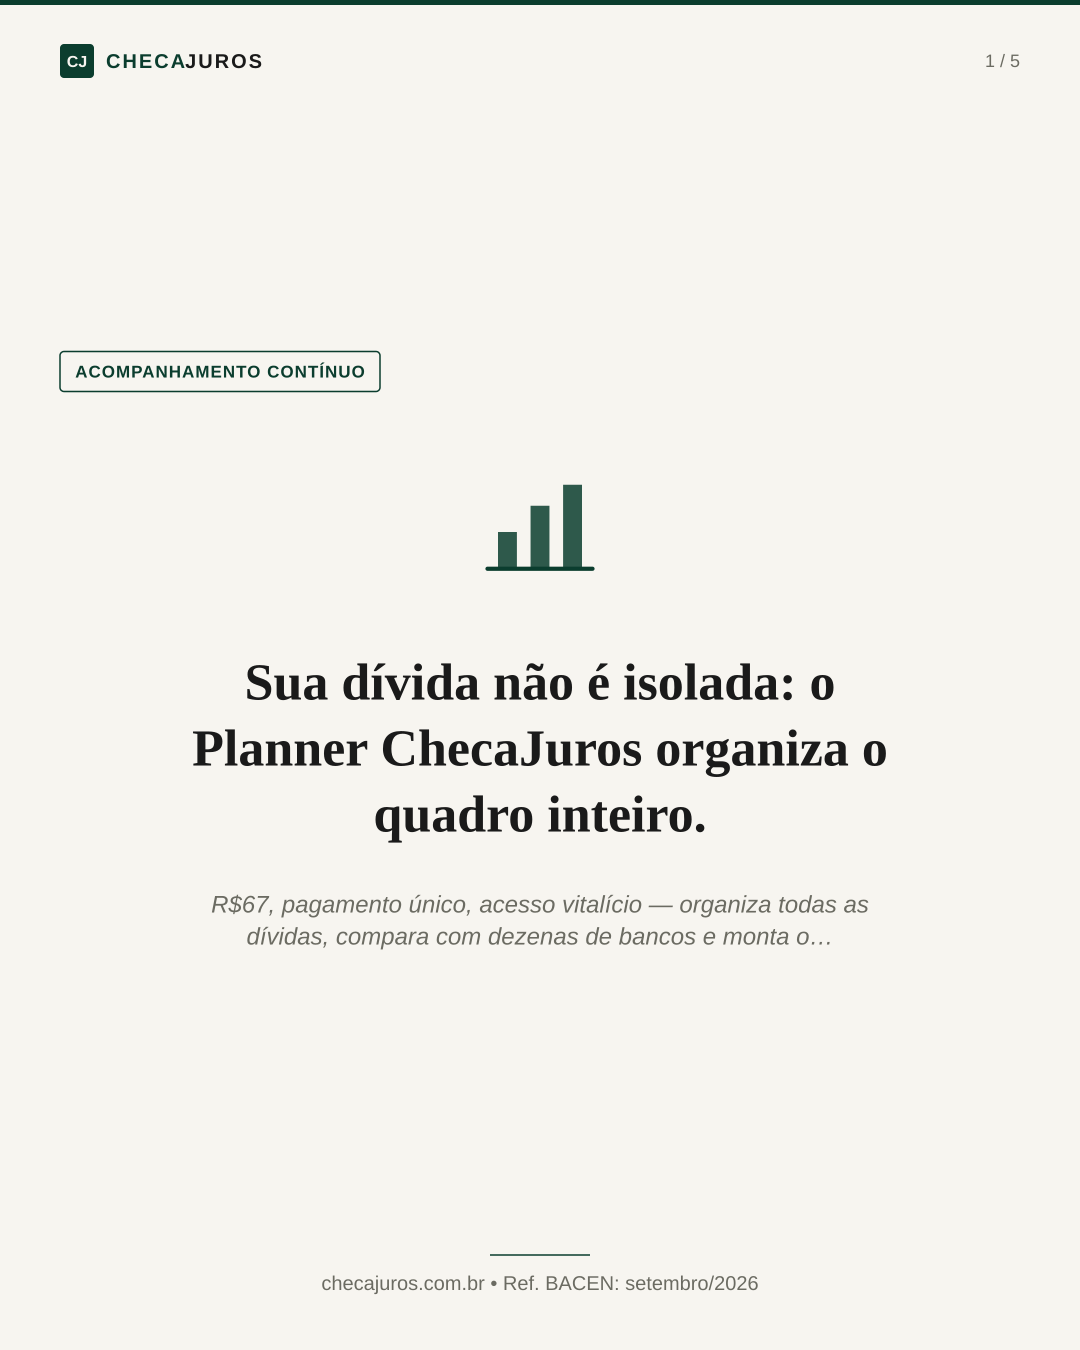 CJ CHECAJUROS
1 / 5
ACOMPANHAMENTO CONTÍNUO
Sua dívida não é isolada: o
Planner ChecaJuros organiza o
quadro inteiro.
R$67, pagamento único, acesso vitalício — organiza todas as
dívidas, compara com dezenas de bancos e monta o…
checajuros.com.br • Ref. BACEN: setembro/2026